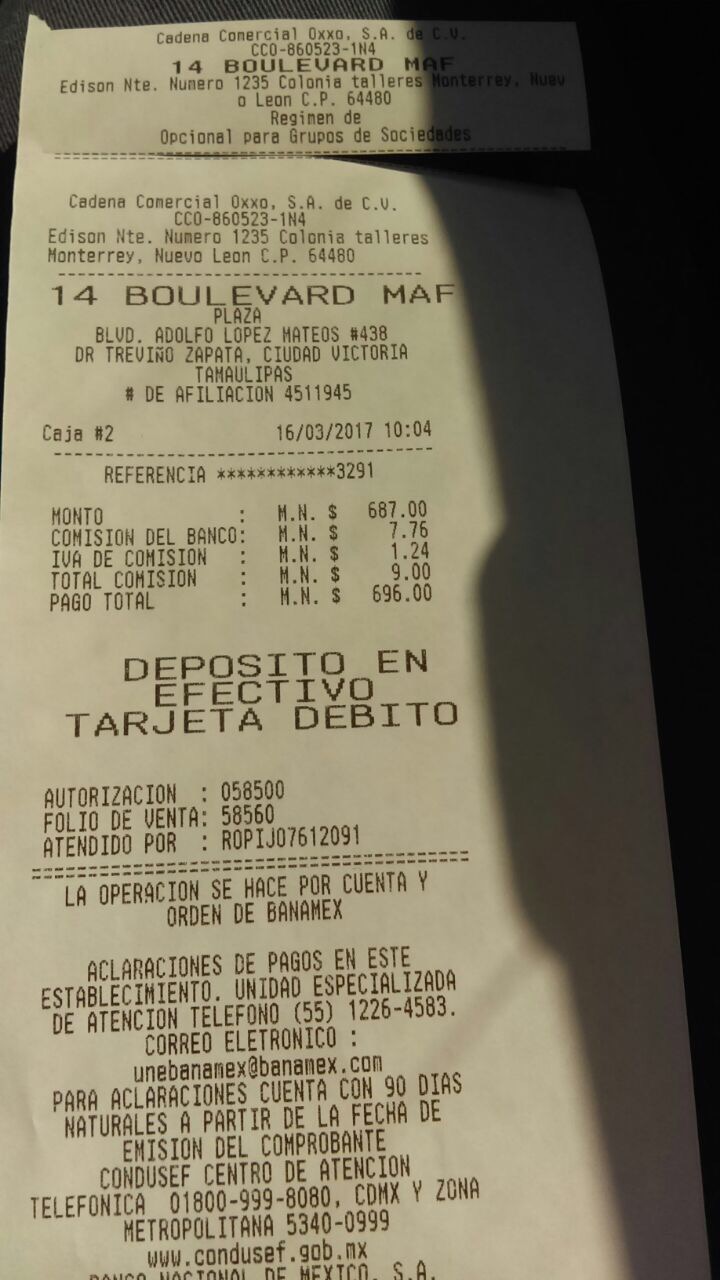 Cadena Comercial Oxxo, S.A. de C.V.
CCO-860523-1N4
14 BOULEVARD MAF
Edison Nte. Numero 1235 Colonia talleres Monterrey, Nuev
o Leon C.P. 64480
Regimen de
Opcional para Grupos de Sociedades
Cadena Comercial Oxxo, S.A. de C.V.
CCO-860523-1N4
Edison Nte. Numero 1235 Colonia talleres
Monterrey, Nuevo Leon C.P. 64480
14 BOULEVARD MAF
PLAZA
BLVD. ADOLFO LOPEZ MATEOS #438
DR TREVIÑO ZAPATA, CIUDAD VICTORIA
TAMAULIPAS
# DE AFILIACION 4511945
Caja #2 16/03/2017 10:04
REFERENCIA ************3291
MONTO : M.N. $ 687.00
COMISION DEL BANCO: M.N. $ 7.76
IVA DE COMISION : M.N. $ 1.24
TOTAL COMISION : M.N. $ 9.00
PAGO TOTAL : M.N. $ 696.00
DEPOSITO EN
EFECTIVO
TARJETA DEBITO
AUTORIZACION : 058500
FOLIO DE VENTA: 58560
ATENDIDO POR : ROPIJO7612091
LA OPERACION SE HACE POR CUENTA Y
ORDEN DE BANAMEX
ACLARACIONES DE PAGOS EN ESTE
ESTABLECIMIENTO. UNIDAD ESPECIALIZADA
DE ATENCION TELEFONO (55) 1226-4583.
CORREO ELETRONICO :
unebanamex@banamex.com
PARA ACLARACIONES CUENTA CON 90 DIAS
NATURALES A PARTIR DE LA FECHA DE
EMISION DEL COMPROBANTE
CONDUSEF CENTRO DE ATENCION
TELEFONICA 01800-999-8080, CDMX Y ZONA
METROPOLITANA 5340-0999
www.condusef.gob.mx
BANCO NACIONAL DE MEXICO, S.A.